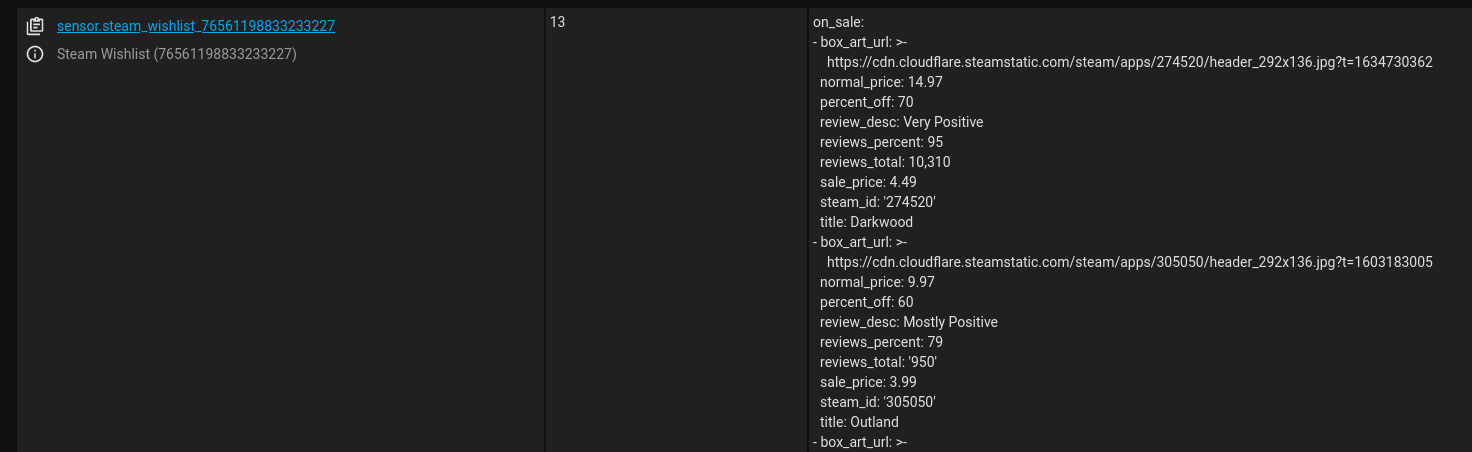 sensor.steam_wishlist_76561198833233227
Steam Wishlist (76561198833233227)
13
on_sale:
- box_art_url: >-
https://cdn.cloudflare.steamstatic.com/steam/apps/274520/header_292x136.jpg?t=1634730362
normal_price: 14.97
percent_off: 70
review_desc: Very Positive
reviews_percent: 95
reviews_total: 10,310
sale_price: 4.49
steam_id: '274520'
title: Darkwood
- box_art_url: >-
https://cdn.cloudflare.steamstatic.com/steam/apps/305050/header_292x136.jpg?t=1603183005
normal_price: 9.97
percent_off: 60
review_desc: Mostly Positive
reviews_percent: 79
reviews_total: '950'
sale_price: 3.99
steam_id: '305050'
title: Outland
- box_art_url: >-